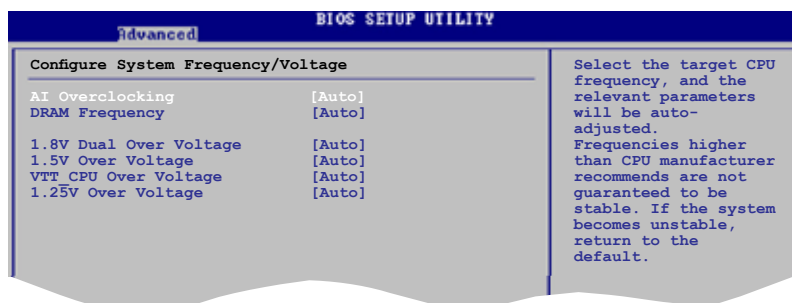 BIOS SETUP UTILITY
Advanced
Configure System Frequency/Voltage
AI Overclocking [Auto]
DRAM Frequency [Auto]
1.8V Dual Over Voltage [Auto]
1.5V Over Voltage [Auto]
VTT_CPU Over Voltage [Auto]
1.25V Over Voltage [Auto]
Select the target CPU
frequency, and the
relevant parameters
will be auto-
adjusted.
Frequencies higher
than CPU manufacturer
recommends are not
guaranteed to be
stable. If the system
becomes unstable,
return to the
default.